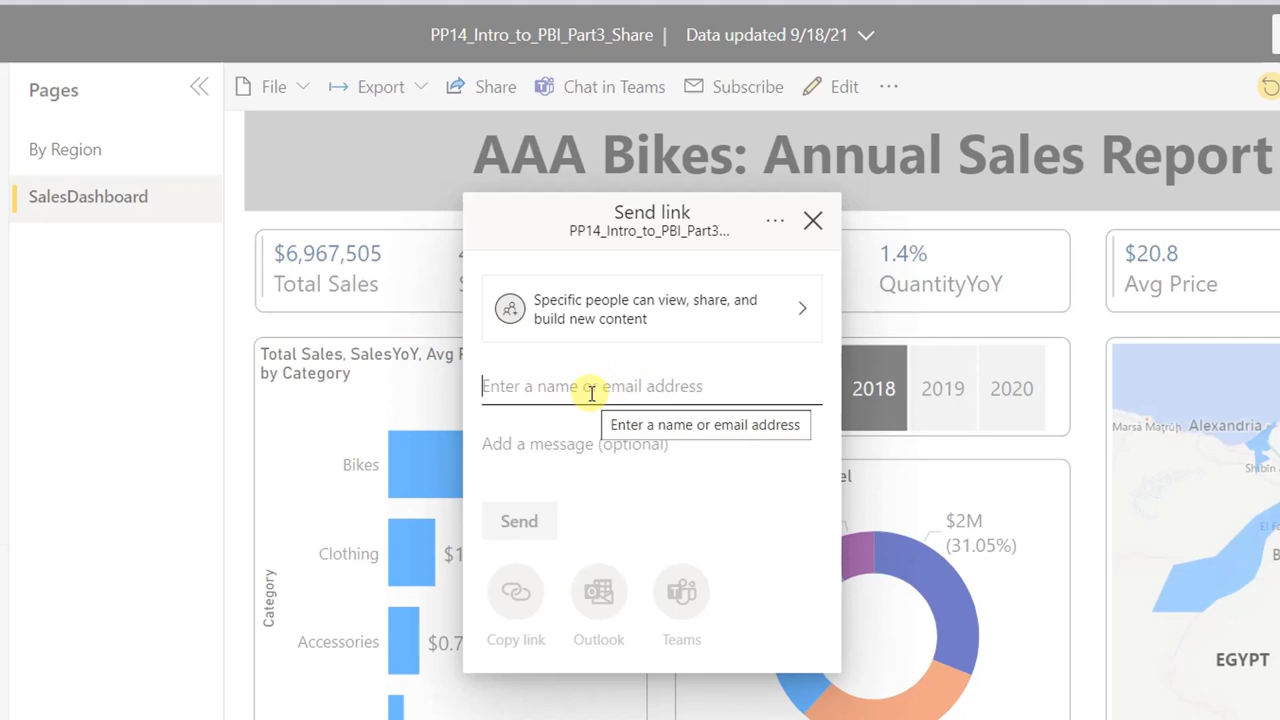 PP14_Intro_to_PBI_Part3_Share | Data updated 9/18/21
Pages
File
Export
Share
Chat in Teams
Subscribe
Edit
By Region
SalesDashboard
AAA Bikes: Annual Sales Report
Send link
PP14_Intro_to_PBI_Part3...
$6,967,505
Total Sales
1.4%
QuantityYoY
$20.8
Avg Price
Specific people can view, share, and
build new content
Total Sales, SalesYoY, Avg
by Category
Enter a name or email address
Enter a name or email address
Add a message (optional)
2018
2019
2020
Marsa Maṭrūḥ
Alexandria
Bikes
Clothing
Accessories
$0.7
Category
Send
Copy link
Outlook
Teams
$2M
(31.05%)
EGYPT